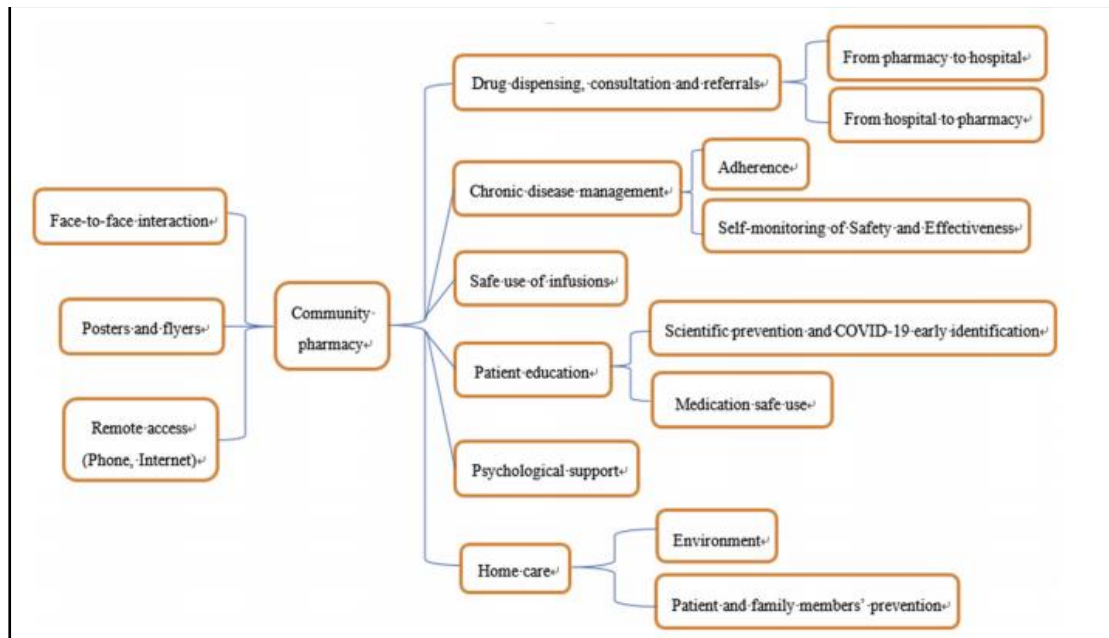 Face-to-face interaction
Posters and flyers
Remote access
(Phone, Internet)
Community
pharmacy
Drug dispensing, consultation and referrals
From pharmacy to hospital
From hospital to pharmacy
Chronic disease management
Adherence
Self-monitoring of Safety and Effectiveness
Safe use of infusions
Patient education
Scientific prevention and COVID-19 early identification
Medication safe use
Psychological support
Home care
Environment
Patient and family members’ prevention